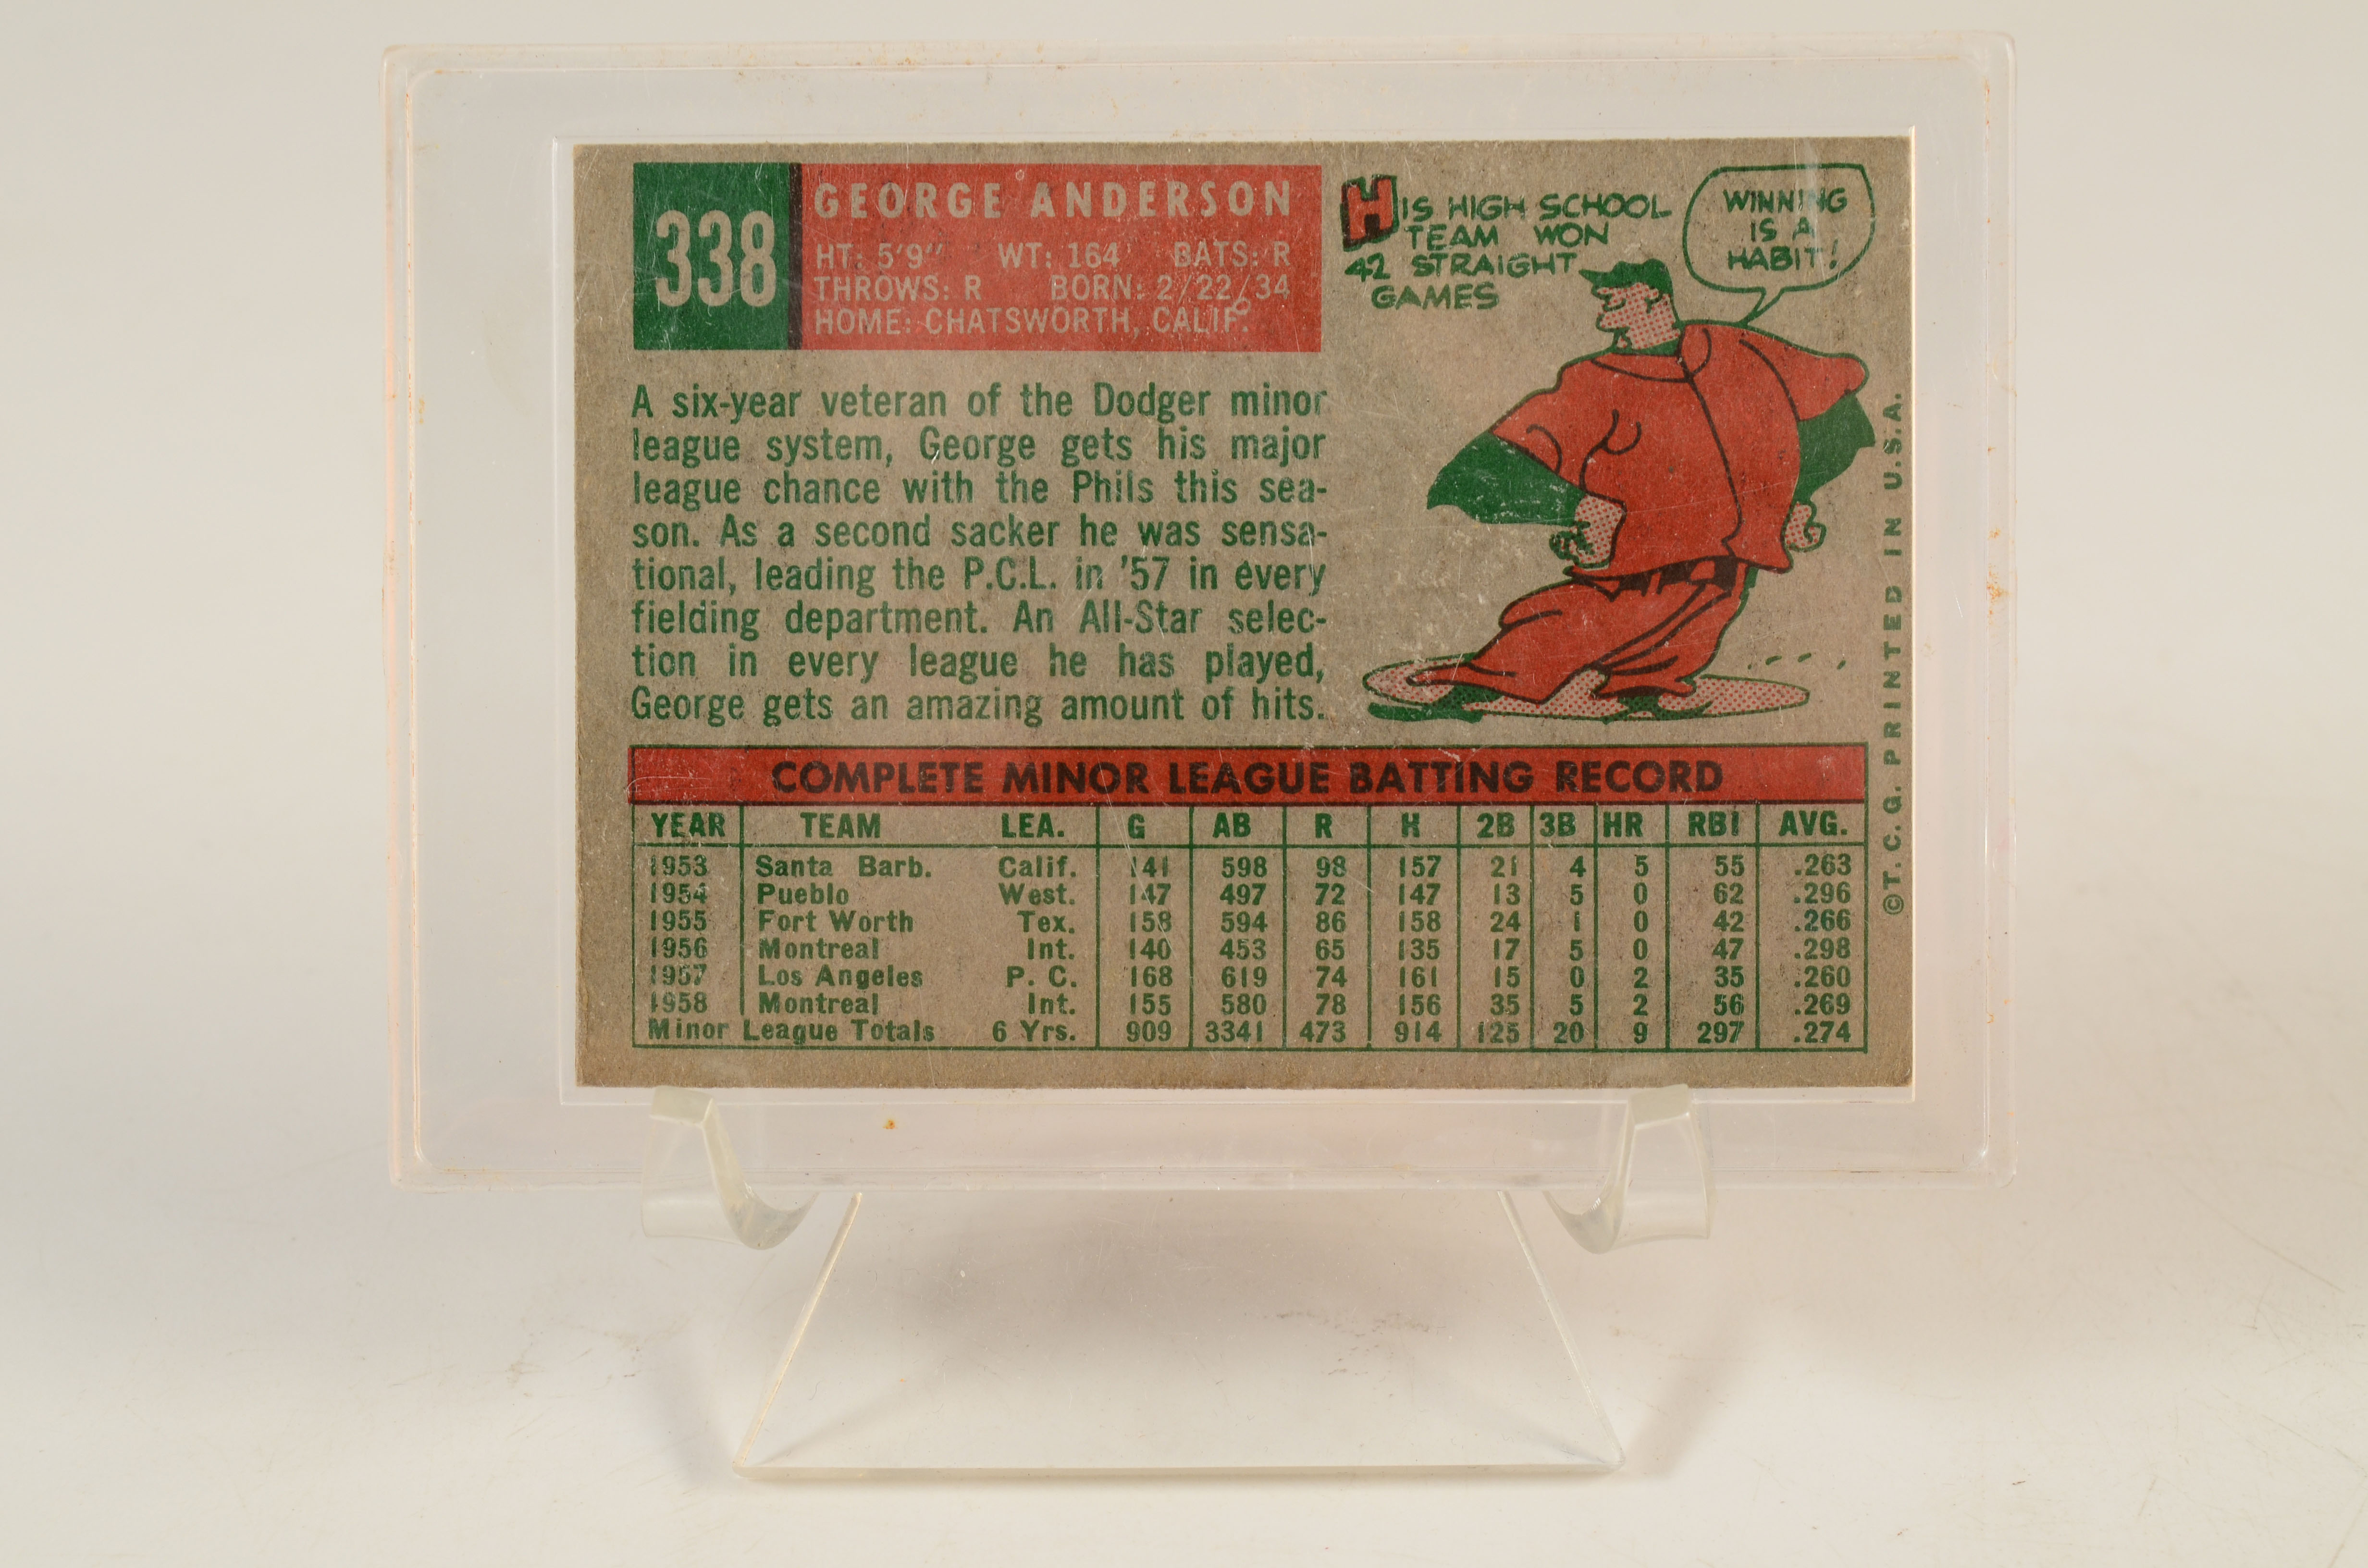 338
GEORGE ANDERSON
HT: 5'9" WT: 164 BATS: R
THROWS: R BORN: 2/22/34
HOME: CHATSWORTH, CALIF.
HIS HIGH SCHOOL
TEAM WON
42 STRAIGHT
GAMES
WINNING
IS A
HABIT!
A six-year veteran of the Dodger minor
league system, George gets his major
league chance with the Phils this sea-
son. As a second sacker he was sensa-
tional, leading the P.C.L. in '57 in every
fielding department. An All-Star selec-
tion in every league he has played,
George gets an amazing amount of hits.
COMPLETE MINOR LEAGUE BATTING RECORD
YEAR TEAM LEA. G AB R H 2B 3B HR RBI AVG.
1953 Santa Barb. Calif. 141 598 98 157 21 4 5 55 .263
1954 Pueblo West. 147 497 72 147 13 5 0 62 .296
1955 Fort Worth Tex. 158 594 86 158 24 1 0 42 .266
1956 Montreal Int. 140 453 65 135 17 5 0 47 .298
1957 Los Angeles P. C. 168 619 74 161 15 0 2 35 .260
1958 Montreal Int. 155 580 78 156 35 5 2 56 .269
Minor League Totals 6 Yrs. 909 3341 473 914 125 20 9 297 .274
©T. C. G. PRINTED IN U.S.A.